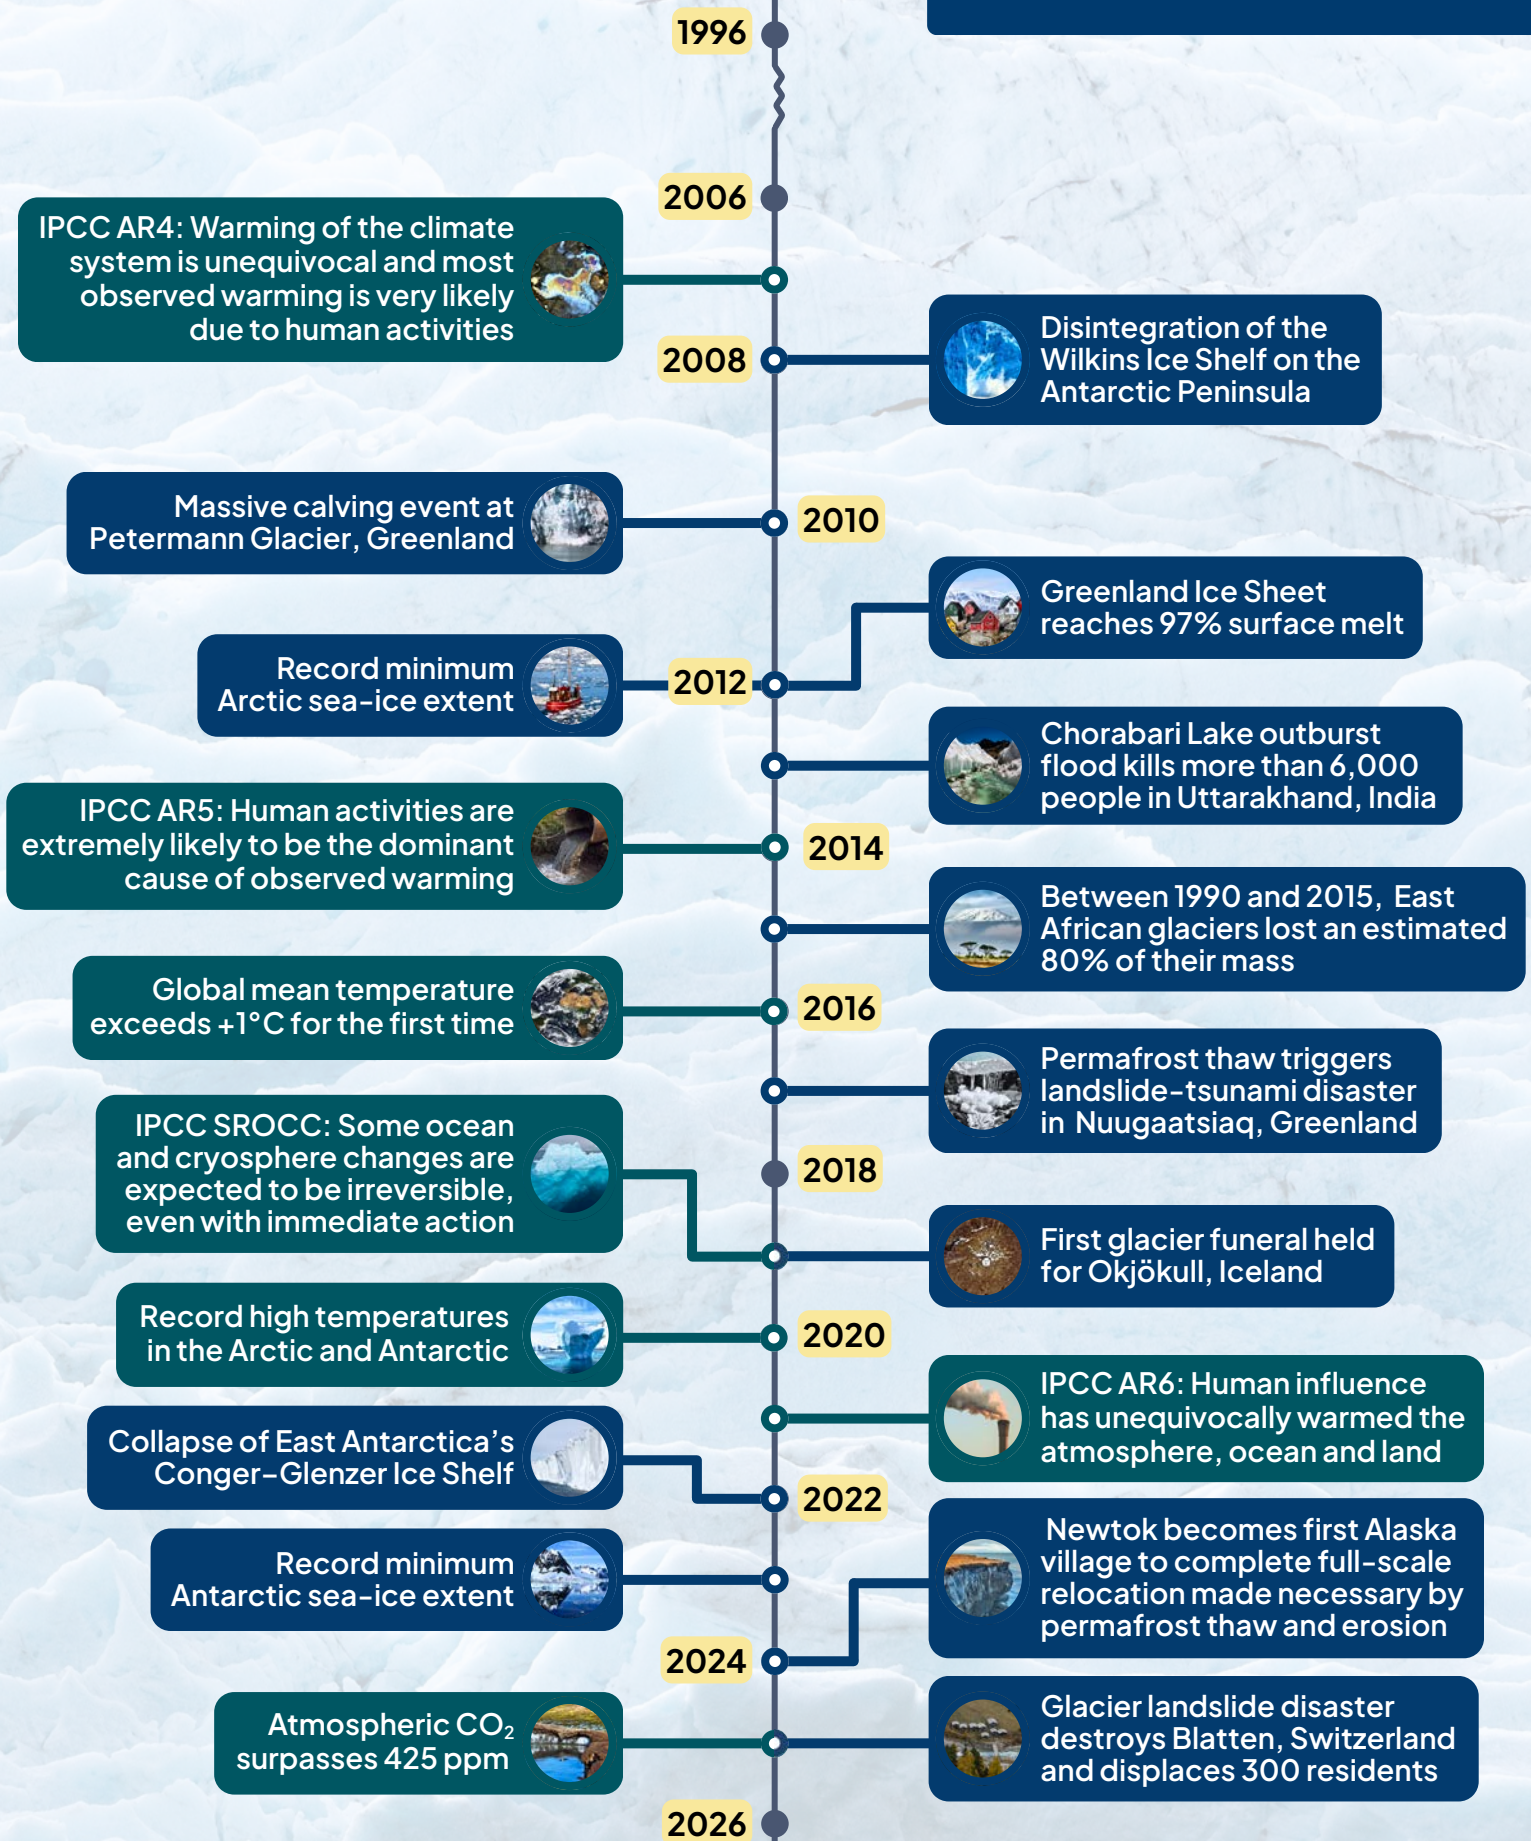 1996
2006
IPCC AR4: Warming of the climate
system is unequivocal and most
observed warming is very likely
due to human activities
2008
Disintegration of the
Wilkins Ice Shelf on the
Antarctic Peninsula
Massive calving event at
Petermann Glacier, Greenland
2010
Greenland Ice Sheet
reaches 97% surface melt
Record minimum
Arctic sea-ice extent
2012
Chorabari Lake outburst
flood kills more than 6,000
people in Uttarakhand, India
IPCC AR5: Human activities are
extremely likely to be the dominant
cause of observed warming
2014
Between 1990 and 2015, East
African glaciers lost an estimated
80% of their mass
Global mean temperature
exceeds +1°C for the first time
2016
Permafrost thaw triggers
landslide-tsunami disaster
in Nuugaatsiaq, Greenland
IPCC SROCC: Some ocean
and cryosphere changes are
expected to be irreversible,
even with immediate action
2018
First glacier funeral held
for Okjökull, Iceland
Record high temperatures
in the Arctic and Antarctic
2020
IPCC AR6: Human influence
has unequivocally warmed the
atmosphere, ocean and land
Collapse of East Antarctica’s
Conger–Glenzer Ice Shelf
2022
Newtok becomes first Alaska
village to complete full-scale
relocation made necessary by
permafrost thaw and erosion
Record minimum
Antarctic sea-ice extent
2024
Glacier landslide disaster
destroys Blatten, Switzerland
and displaces 300 residents
Atmospheric CO₂
surpasses 425 ppm
2026